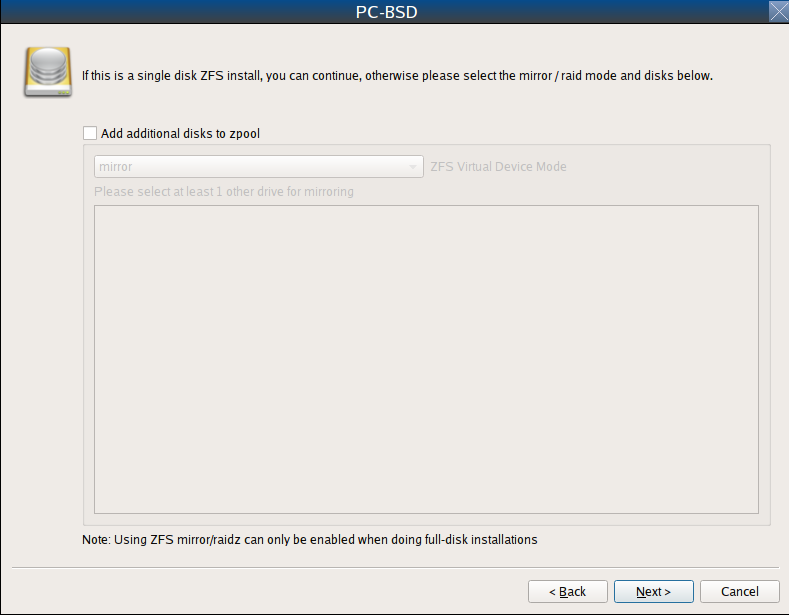 PC-BSD
If this is a single disk ZFS install, you can continue, otherwise please select the mirror / raid mode and disks below.
Add additional disks to zpool
mirror ZFS Virtual Device Mode
Please select at least 1 other drive for mirroring
Note: Using ZFS mirror/raidz can only be enabled when doing full-disk installations
< Back Next > Cancel